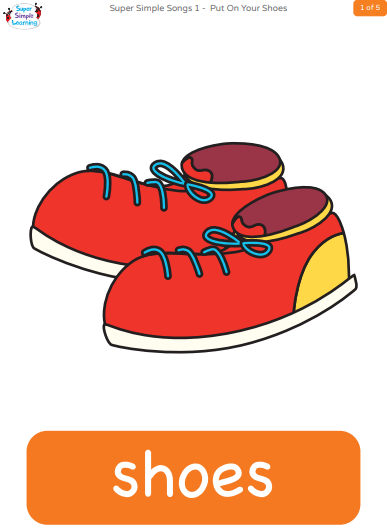 Super
Simple
Learning
Super Simple Songs 1 - Put On Your Shoes
1 of 5
shoes